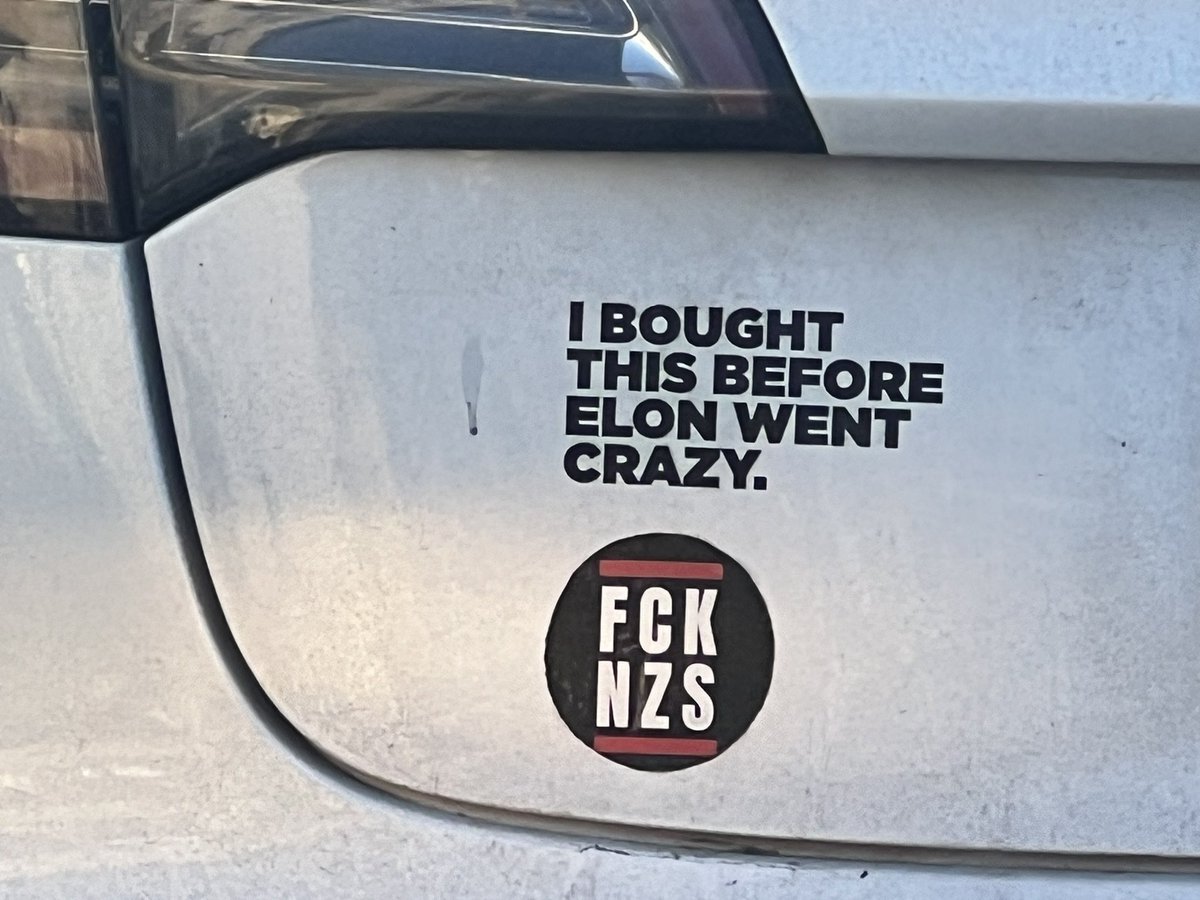 I BOUGHT
THIS BEFORE
ELON WENT
CRAZY.
FCK
NZS